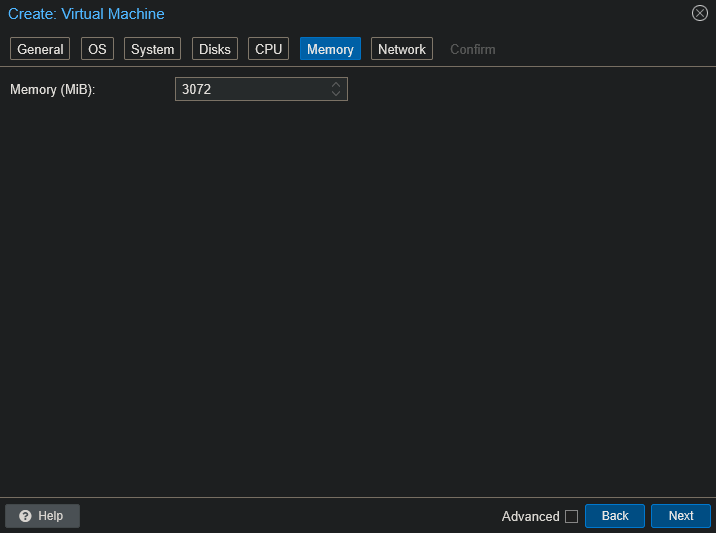 Create: Virtual Machine
General OS System Disks CPU Memory Network Confirm
Memory (MiB): 3072
Help Advanced Back Next